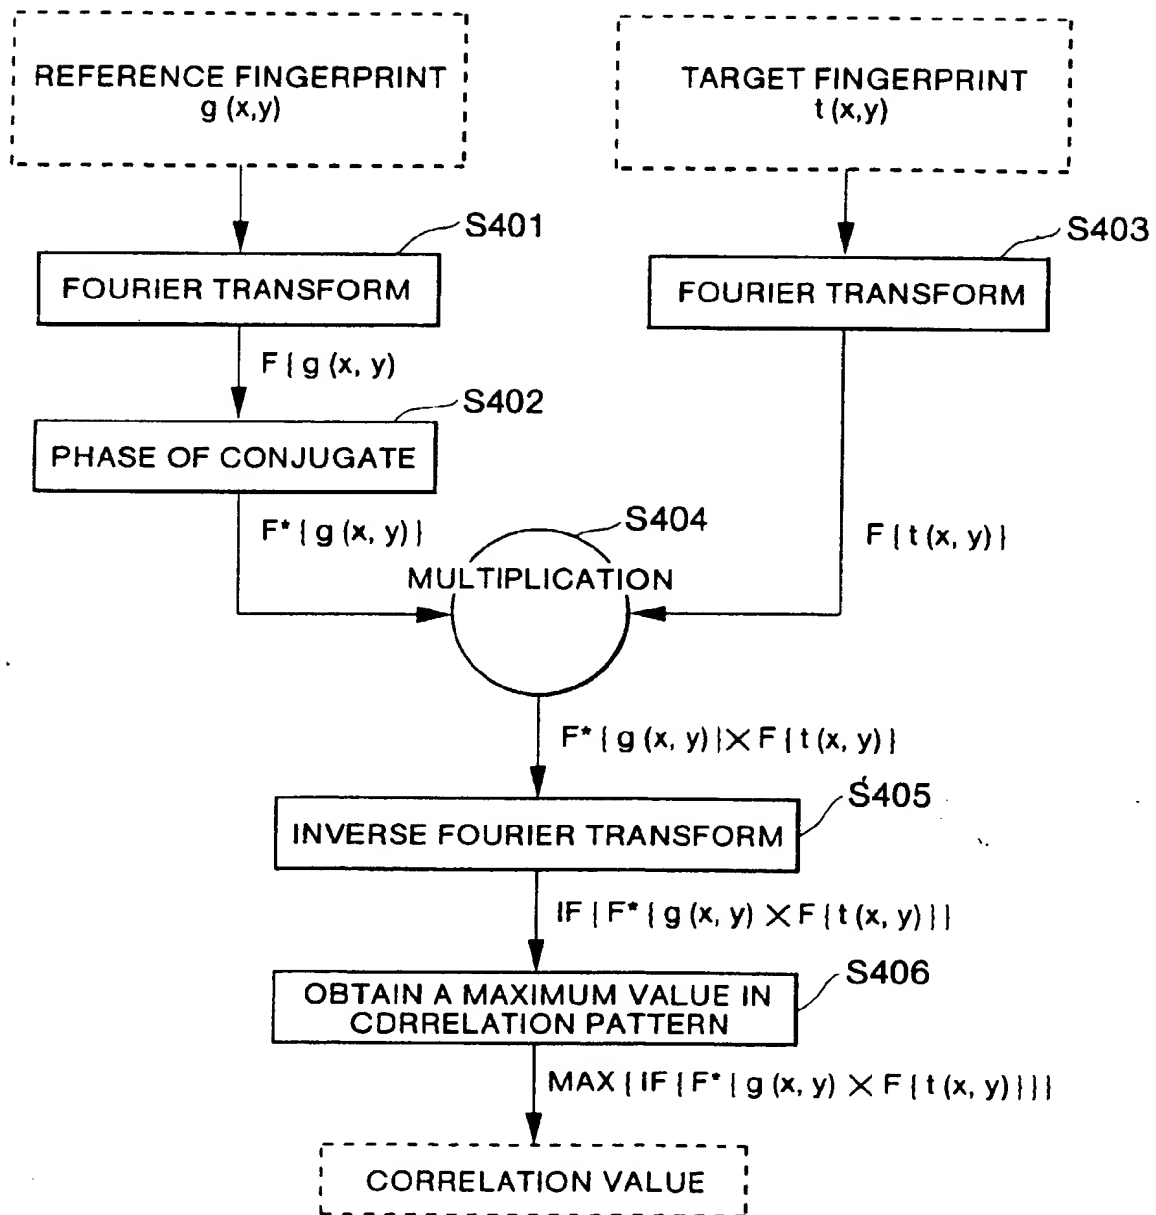 REFERENCE FINGERPRINT
g (x,y)
TARGET FINGERPRINT
t (x,y)
S401
S403
FOURIER TRANSFORM
FOURIER TRANSFORM
F { g (x, y)
S402
PHASE OF CONJUGATE
F* { g (x, y) }
S404
F { t (x, y) }
MULTIPLICATION
F* { g (x, y) } × F { t (x, y) }
S405
INVERSE FOURIER TRANSFORM
IF { F* { g (x, y) × F { t (x, y) } }
S406
OBTAIN A MAXIMUM VALUE IN
CDRRELATION PATTERN
MAX { IF { F* { g (x, y) × F { t (x, y) } } }
CORRELATION VALUE